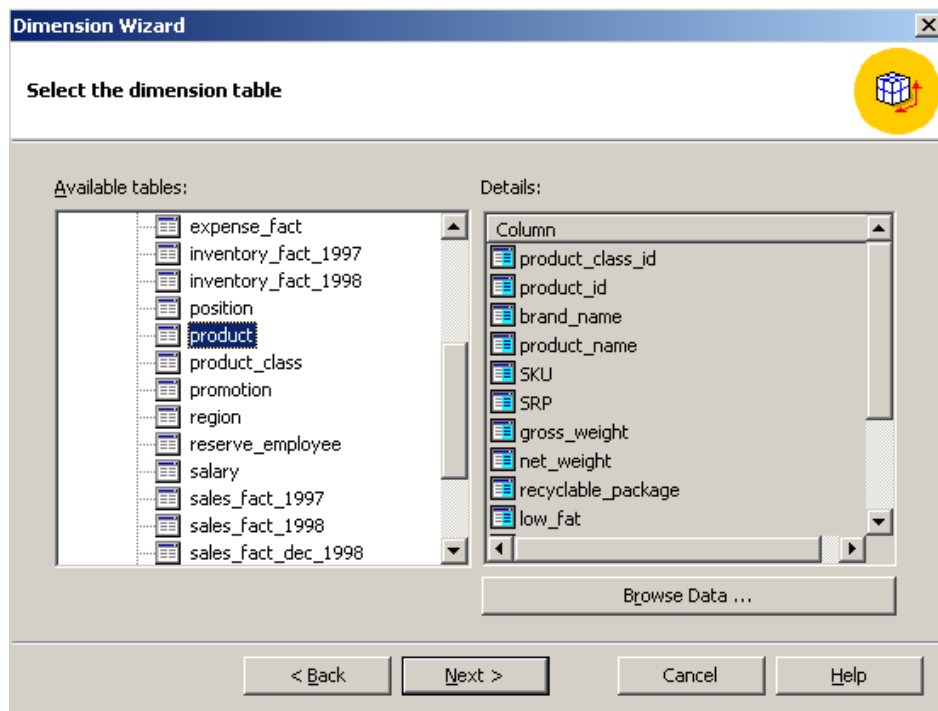 Dimension Wizard
Select the dimension table
Available tables:
expense_fact
inventory_fact_1997
inventory_fact_1998
position
product
product_class
promotion
region
reserve_employee
salary
sales_fact_1997
sales_fact_1998
sales_fact_dec_1998
Details:
Column
product_class_id
product_id
brand_name
product_name
SKU
SRP
gross_weight
net_weight
recyclable_package
low_fat
Browse Data ...
< Back
Next >
Cancel
Help